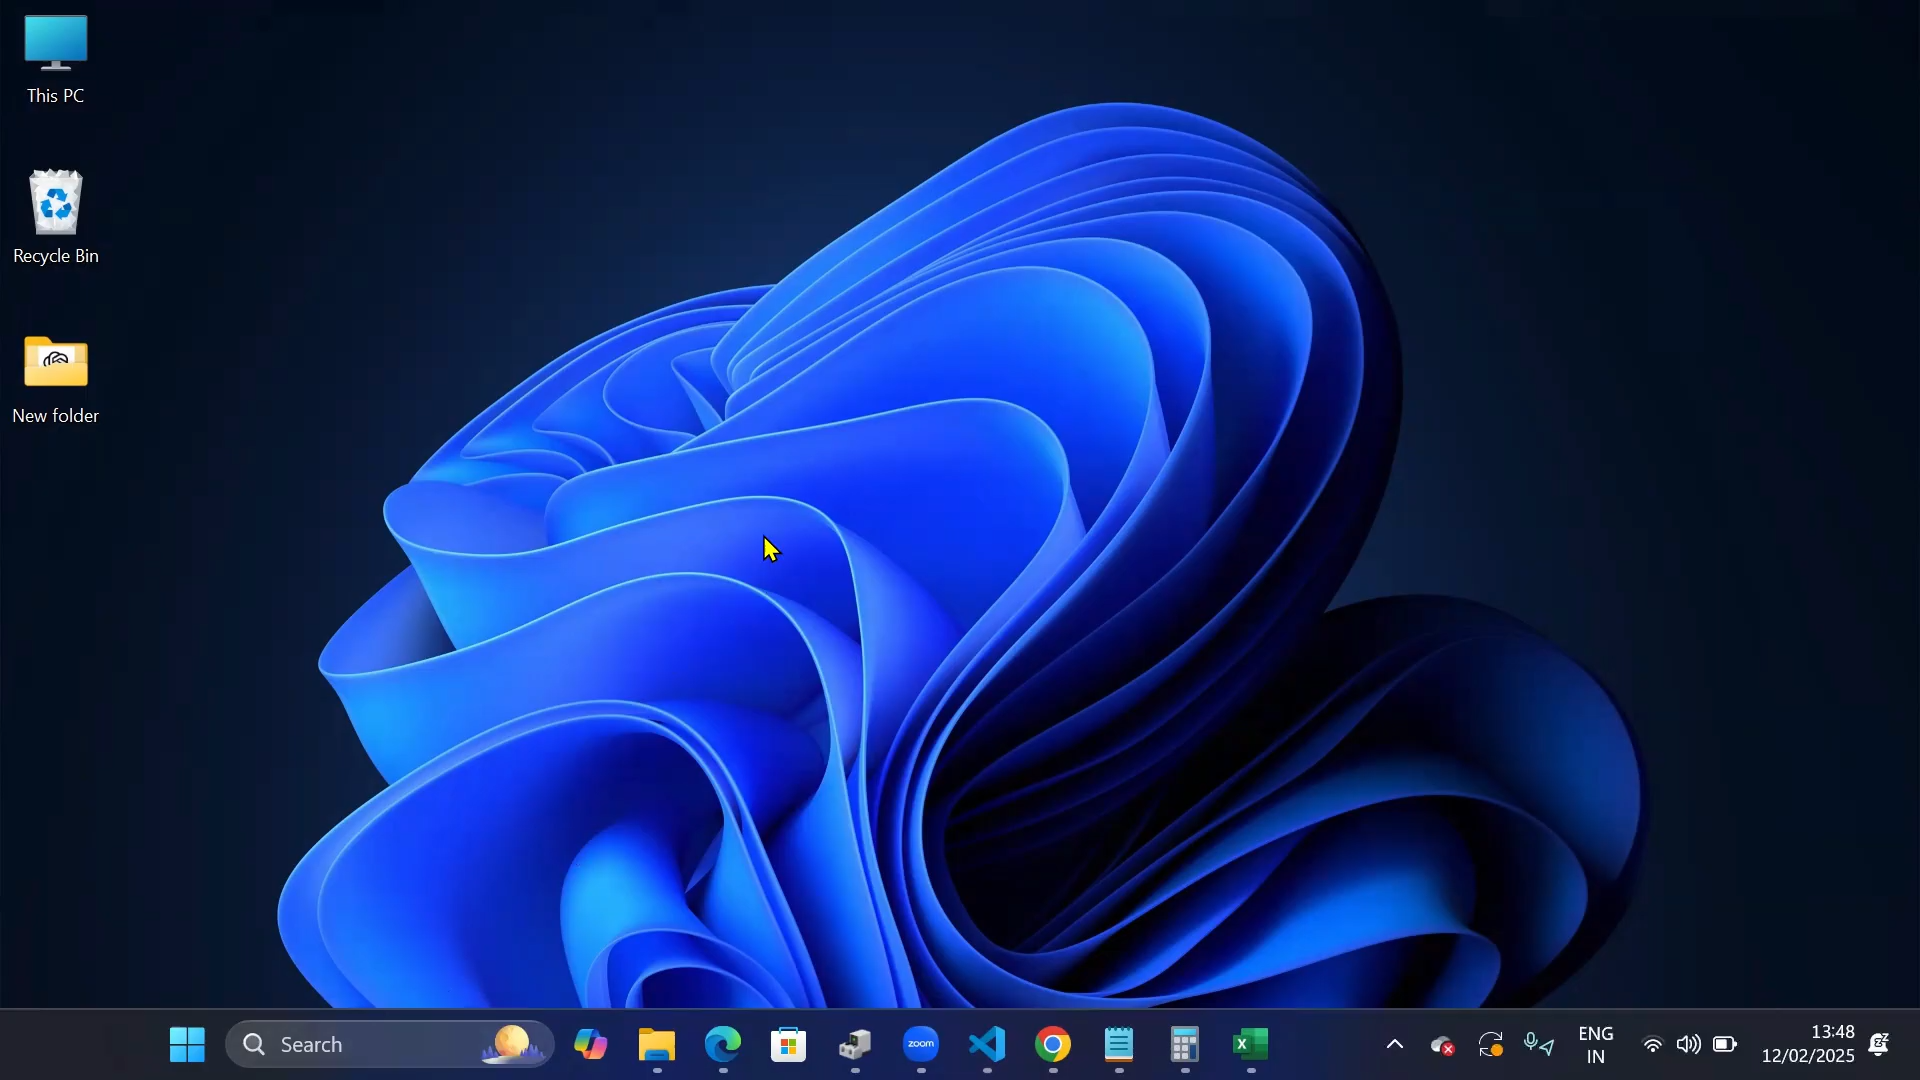 This PC
Recycle Bin
New folder
Search
zoom
ENG
IN
13:48
12/02/2025